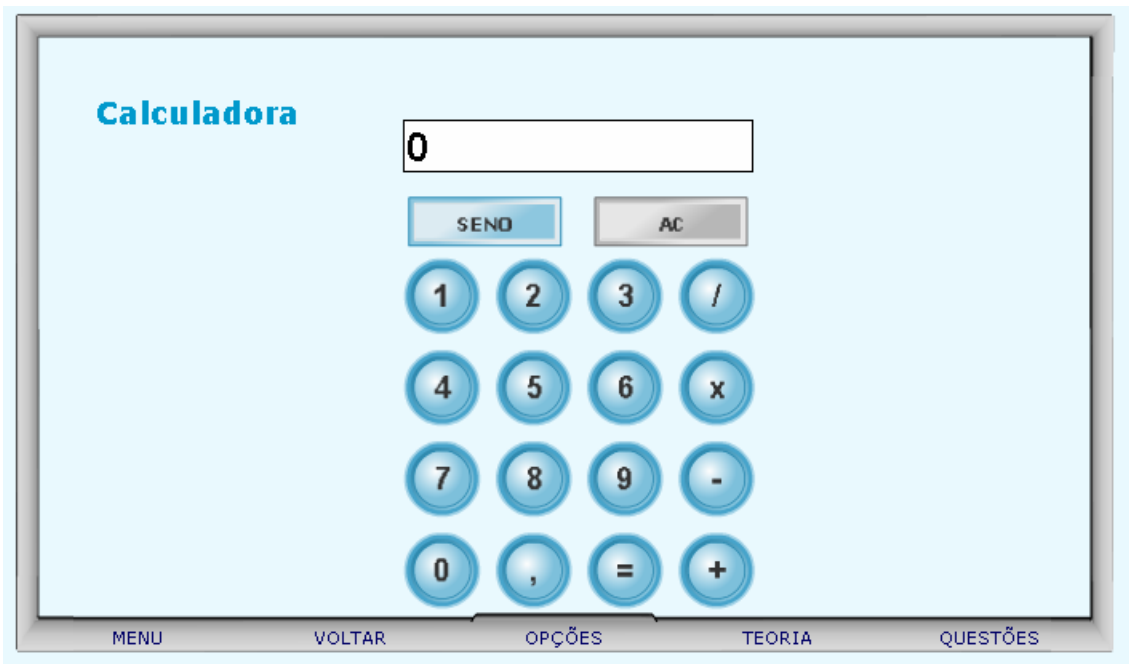 Calculadora
0
SENO AC
1 2 3 /
4 5 6 x
7 8 9 -
0 , = +
MENU VOLTAR OPÇÕES TEORIA QUESTÕES